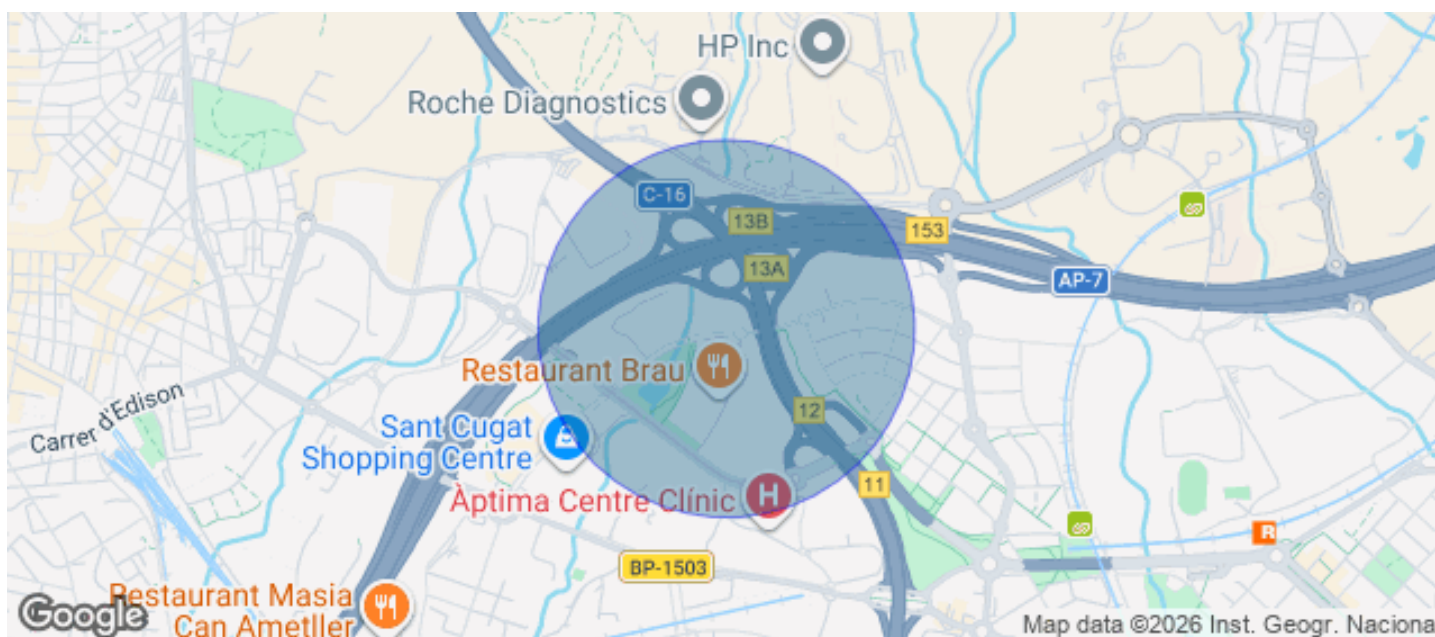 HP Inc
Roche Diagnostics
C-16
13B
153
13A
AP-7
Restaurant Brau
12
Carrer d'Edison
Sant Cugat
Shopping Centre
11
Àptima Centre Clínic
H
R
BP-1503
Restaurant Masia
Can Ametller
Google
Map data ©2026 Inst. Geogr. Naciona